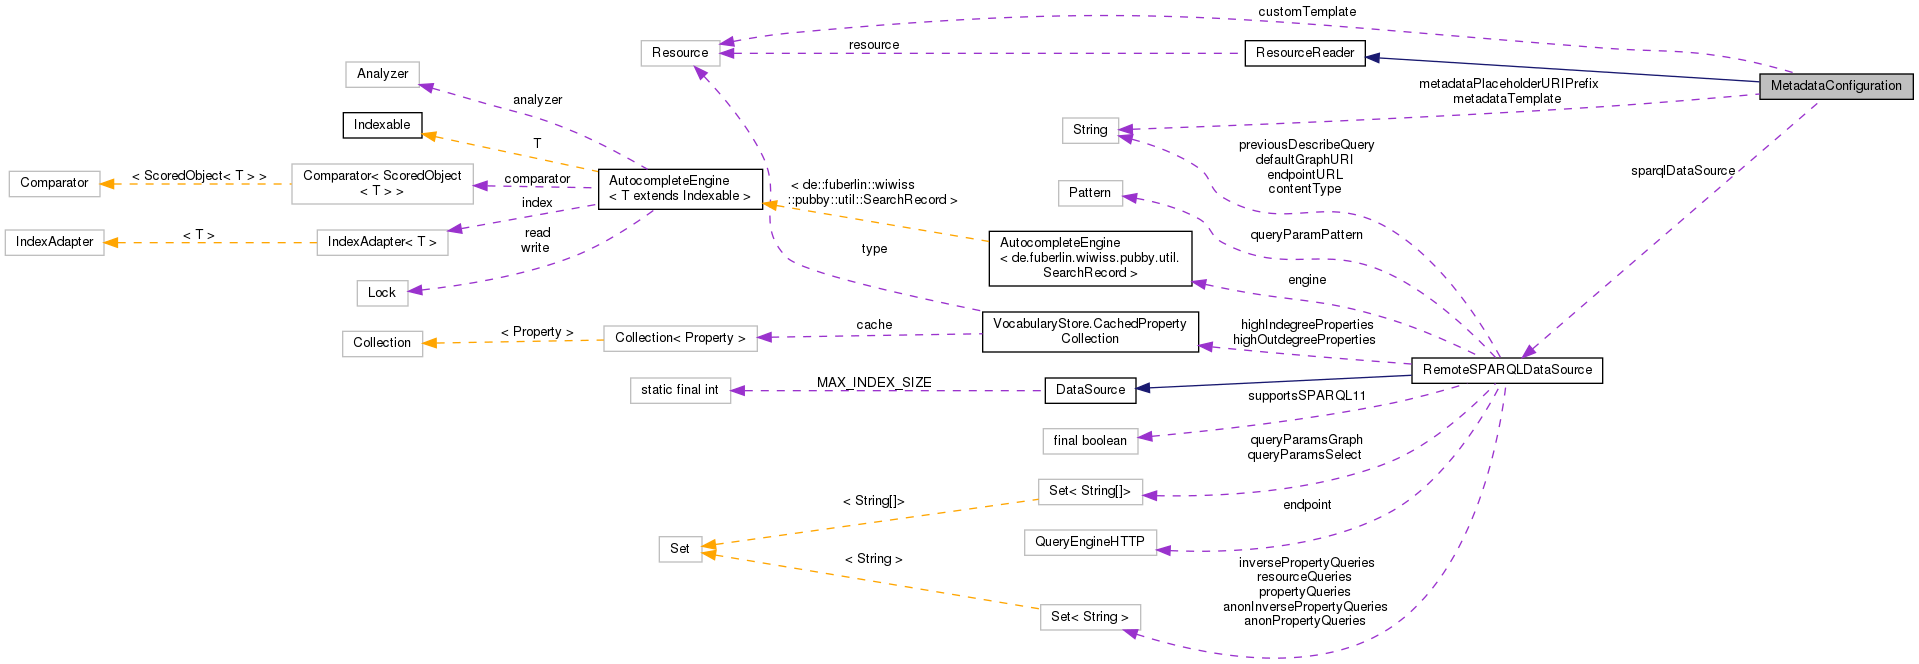 customTemplate
Resource
resource
ResourceReader
Analyzer
analyzer
metadataPlaceholderURIPrefix
metadataTemplate
MetadataConfiguration
Indexable
T
String
previousDescribeQuery
defaultGraphURI
endpointURL
contentType
sparqlDataSource
Comparator
< ScoredObject< T > >
Comparator< ScoredObject
< T > >
comparator
AutocompleteEngine
< T extends Indexable >
< de::fuberlin::wiwiss
::pubby::util::SearchRecord >
Pattern
index
IndexAdapter
< T >
IndexAdapter< T >
read
write
type
AutocompleteEngine
< de.fuberlin.wiwiss.pubby.util.
SearchRecord >
queryParamPattern
engine
Lock
Collection
< Property >
Collection< Property >
cache
VocabularyStore.CachedProperty
Collection
highIndegreeProperties
highOutdegreeProperties
RemoteSPARQLDataSource
static final int
MAX_INDEX_SIZE
DataSource
supportsSPARQL11
final boolean
queryParamsGraph
queryParamsSelect
Set< String[]>
< String[]>
endpoint
QueryEngineHTTP
Set
< String >
inversePropertyQueries
resourceQueries
propertyQueries
anonInversePropertyQueries
anonPropertyQueries
Set< String >